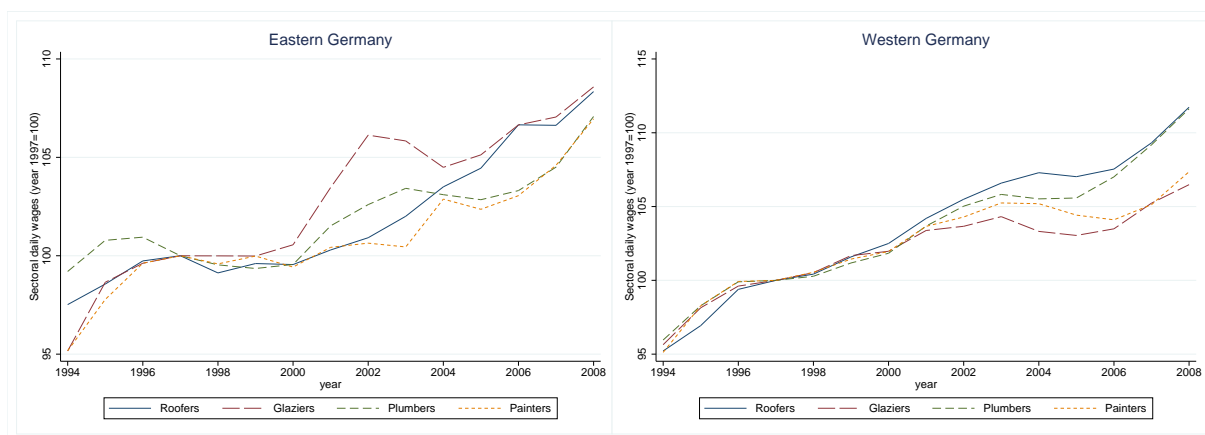 Eastern Germany
Sectoral daily wages (year 1997=100)
110
105
100
95
1994 1996 1998 2000 2002 2004 2006 2008
year
Roofers Glaziers Plumbers Painters
Western Germany
Sectoral daily wages (year 1997=100)
115
110
105
100
95
1994 1996 1998 2000 2002 2004 2006 2008
year
Roofers Glaziers Plumbers Painters